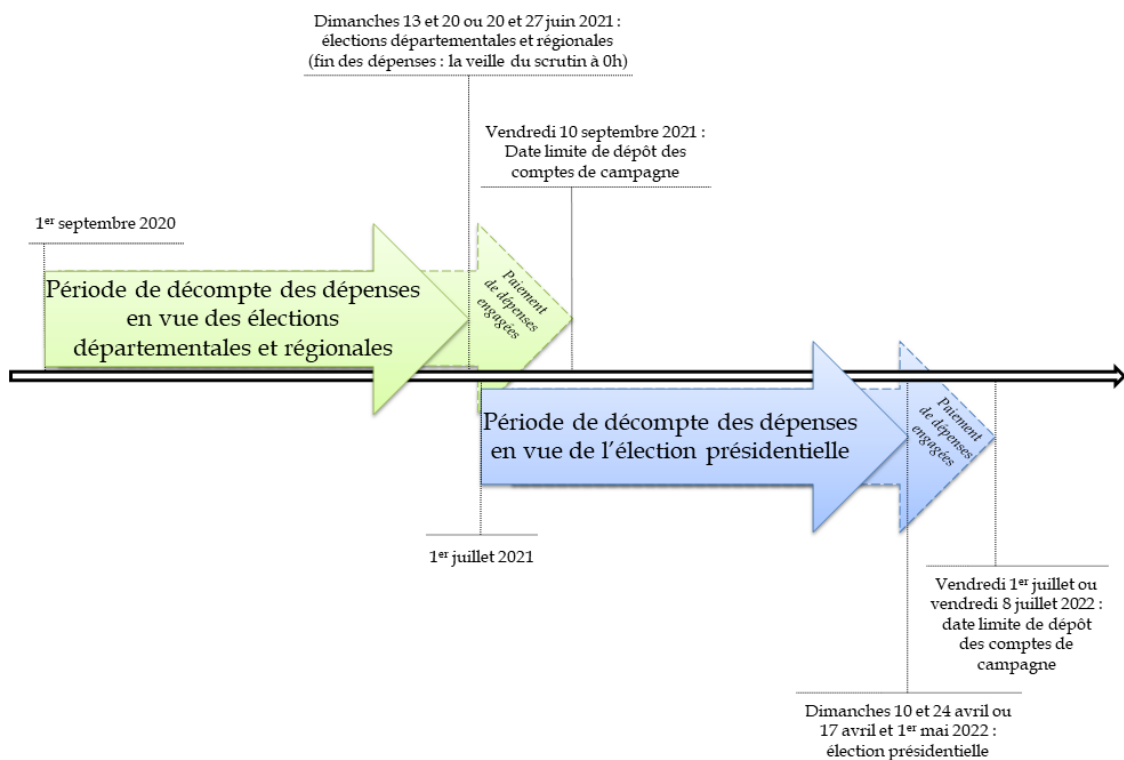 Dimanches 13 et 20 ou 20 et 27 juin 2021 :
élections départementales et régionales
(fin des dépenses : la veille du scrutin à 0h)
Vendredi 10 septembre 2021 :
Date limite de dépôt des
comptes de campagne
1er septembre 2020
Période de décompte des dépenses
en vue des élections
départementales et régionales
Paiement
de dépenses
engagées
Période de décompte des dépenses
en vue de l’élection présidentielle
Paiement
de dépenses
engagées
1er juillet 2021
Vendredi 1er juillet ou
vendredi 8 juillet 2022 :
date limite de dépôt
des comptes de
campagne
Dimanches 10 et 24 avril ou
17 avril et 1er mai 2022 :
élection présidentielle